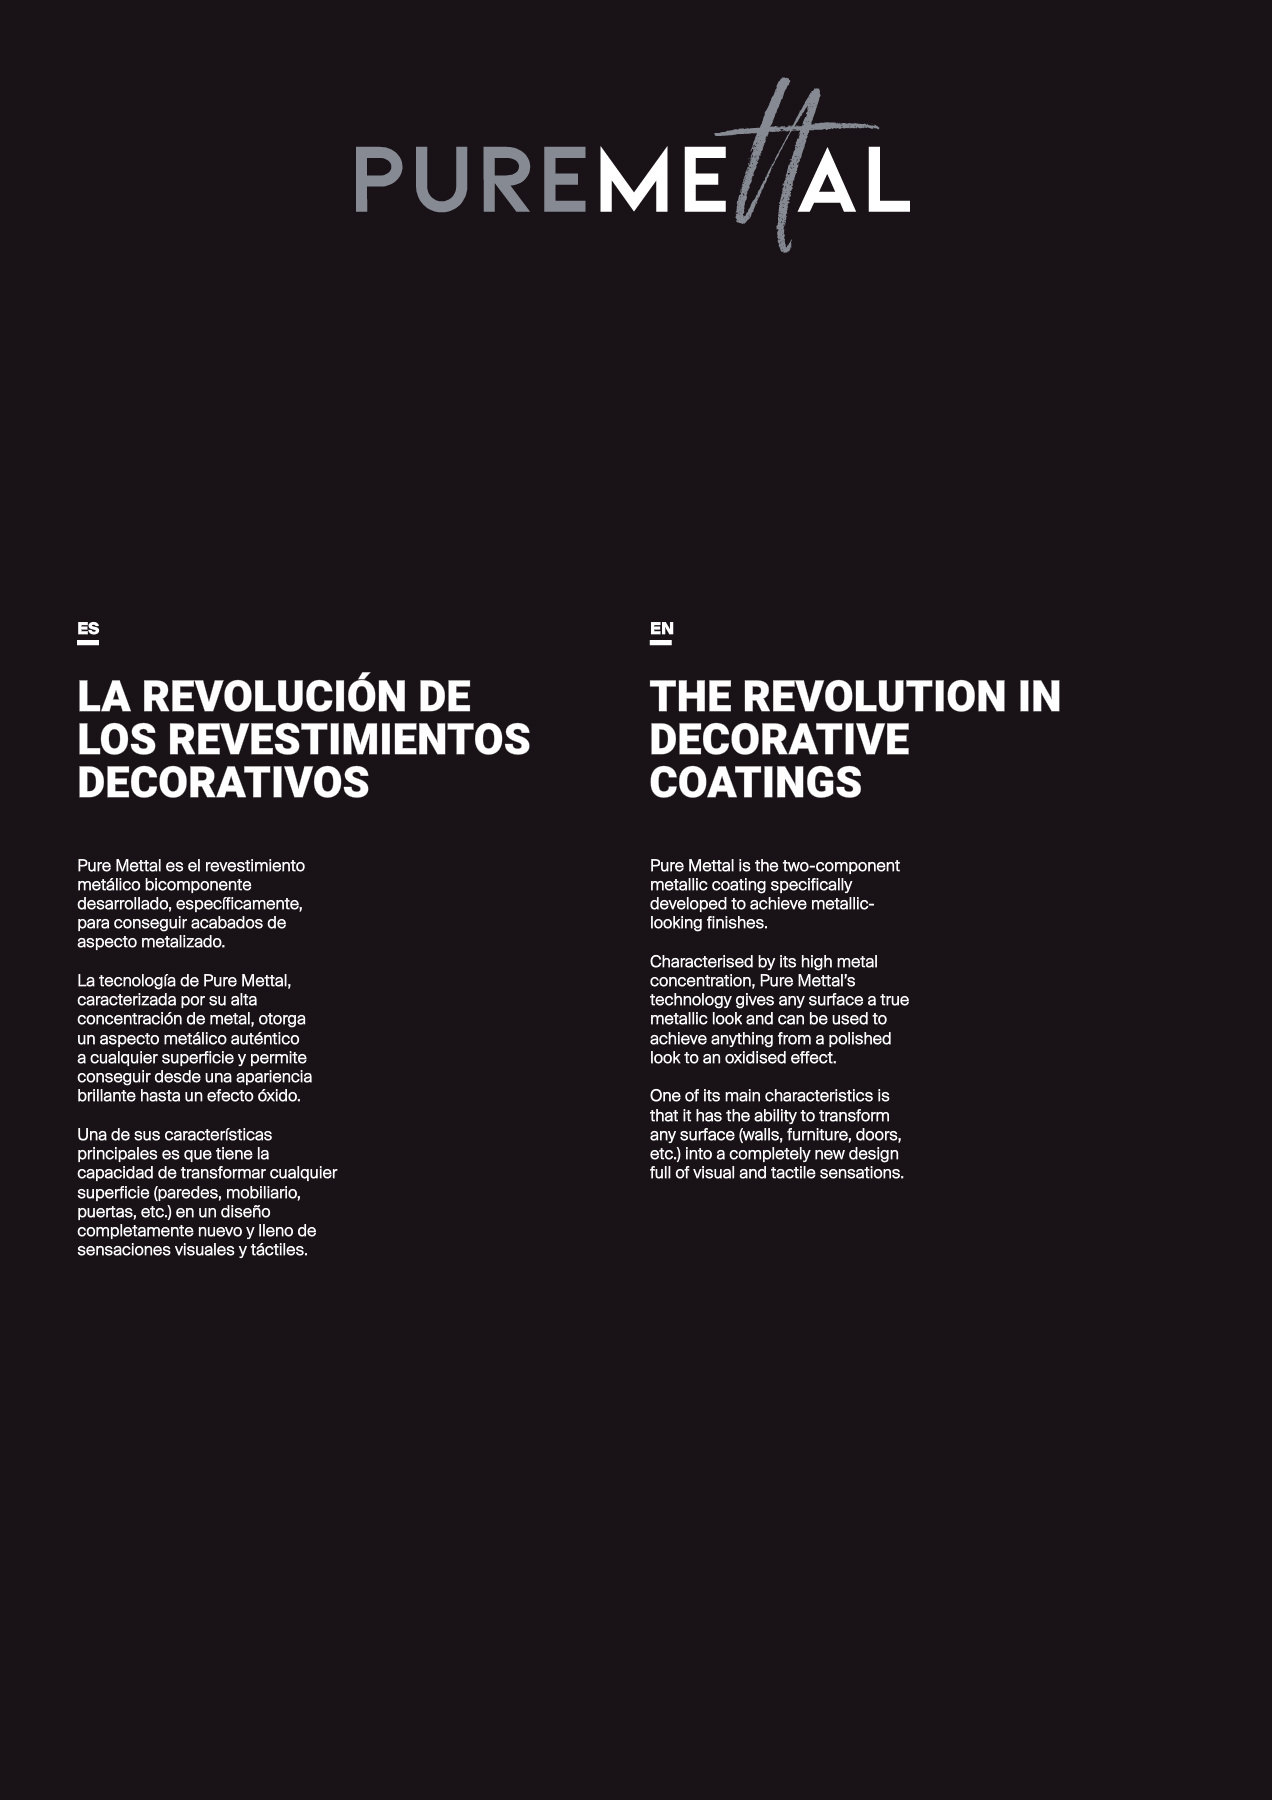 PUREMETTAL
ES
LA REVOLUCIÓN DE
LOS REVESTIMIENTOS
DECORATIVOS
Pure Mettal es el revestimiento
metálico bicomponente
desarrollado, específicamente,
para conseguir acabados de
aspecto metalizado.
La tecnología de Pure Mettal,
caracterizada por su alta
concentración de metal, otorga
un aspecto metálico auténtico
a cualquier superficie y permite
conseguir desde una apariencia
brillante hasta un efecto óxido.
Una de sus características
principales es que tiene la
capacidad de transformar cualquier
superficie (paredes, mobiliario,
puertas, etc.) en un diseño
completamente nuevo y lleno de
sensaciones visuales y táctiles.
EN
THE REVOLUTION IN
DECORATIVE
COATINGS
Pure Mettal is the two-component
metallic coating specifically
developed to achieve metallic-
looking finishes.
Characterised by its high metal
concentration, Pure Mettal’s
technology gives any surface a true
metallic look and can be used to
achieve anything from a polished
look to an oxidised effect.
One of its main characteristics is
that it has the ability to transform
any surface (walls, furniture, doors,
etc.) into a completely new design
full of visual and tactile sensations.